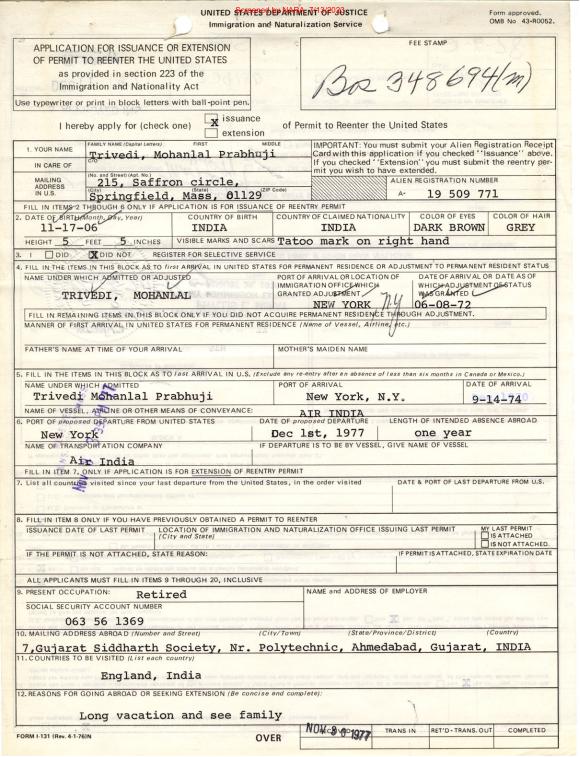 UNITED STATES DEPARTMENT OF JUSTICE
Screened by NARA, 7/13/2023
Immigration and Naturalization Service
Form approved.
OMB No 43-R0052.
APPLICATION FOR ISSUANCE OR EXTENSION
OF PERMIT TO REENTER THE UNITED STATES
as provided in section 223 of the
Immigration and Nationality Act
Use typewriter or print in block letters with ball-point pen.
FEE STAMP
Bos 348694(m)
I hereby apply for (check one) X issuance
extension
of Permit to Reenter the United States
1. YOUR NAME
FAMILY NAME (Capital Letters) FIRST MIDDLE
Trivedi, Mohanlal Prabhuji
IN CARE OF
C/O
MAILING ADDRESS IN U.S.
(No. and Street) (Apt. No.)
215, Saffron circle,
(City) (State) (ZIP Code)
Springfield, Mass, 01129
IMPORTANT: You must submit your Alien Registration Receipt
Card with this application if you checked "Issuance" above.
If you checked "Extension" you must submit the reentry per-
mit you wish to have extended.
ALIEN REGISTRATION NUMBER
A- 19 509 771
FILL IN ITEMS 2 THROUGH 6 ONLY IF APPLICATION IS FOR ISSUANCE OF REENTRY PERMIT
2. DATE OF BIRTH (Month, Day, Year) COUNTRY OF BIRTH COUNTRY OF CLAIMED NATIONALITY COLOR OF EYES COLOR OF HAIR
11-17-06 INDIA INDIA DARK BROWN GREY
HEIGHT 5 FEET 5 INCHES VISIBLE MARKS AND SCARS Tatoo mark on right hand
3. I DID X DID NOT REGISTER FOR SELECTIVE SERVICE
4. FILL IN THE ITEMS IN THIS BLOCK AS TO first ARRIVAL IN UNITED STATES FOR PERMANENT RESIDENCE OR ADJUSTMENT TO PERMANENT RESIDENT STATUS
NAME UNDER WHICH ADMITTED OR ADJUSTED
TRIVEDI, MOHANLAL
PORT OF ARRIVAL OR LOCATION OF
IMMIGRATION OFFICE WHICH
GRANTED ADJUSTMENT
NEW YORK NY
DATE OF ARRIVAL OR DATE AS OF
WHICH ADJUSTMENT OF STATUS
WAS GRANTED
06-08-72
FILL IN REMAINING ITEMS IN THIS BLOCK ONLY IF YOU DID NOT ACQUIRE PERMANENT RESIDENCE THROUGH ADJUSTMENT.
MANNER OF FIRST ARRIVAL IN UNITED STATES FOR PERMANENT RESIDENCE (Name of Vessel, Airline, etc.)
FATHER'S NAME AT TIME OF YOUR ARRIVAL MOTHER'S MAIDEN NAME
5. FILL IN THE ITEMS IN THIS BLOCK AS TO last ARRIVAL IN U.S. (Exclude any re-entry after an absence of less than six months in Canada or Mexico.)
NAME UNDER WHICH ADMITTED PORT OF ARRIVAL DATE OF ARRIVAL
Trivedi Mohanlal Prabhuji New York, N.Y. 9-14-74
NAME OF VESSEL, AIRLINE OR OTHER MEANS OF CONVEYANCE: AIR INDIA
6. PORT OF proposed DEPARTURE FROM UNITED STATES DATE OF proposed DEPARTURE LENGTH OF INTENDED ABSENCE ABROAD
New York Dec 1st, 1977 one year
NAME OF TRANSPORTATION COMPANY IF DEPARTURE IS TO BE BY VESSEL, GIVE NAME OF VESSEL
Air India
FILL IN ITEM 7, ONLY IF APPLICATION IS FOR EXTENSION OF REENTRY PERMIT
7. List all countries visited since your last departure from the United States, in the order visited DATE & PORT OF LAST DEPARTURE FROM U.S.
8. FILL IN ITEM 8 ONLY IF YOU HAVE PREVIOUSLY OBTAINED A PERMIT TO REENTER
ISSUANCE DATE OF LAST PERMIT LOCATION OF IMMIGRATION AND NATURALIZATION OFFICE ISSUING LAST PERMIT
(City and State)
MY LAST PERMIT
IS ATTACHED
IS NOT ATTACHED.
IF THE PERMIT IS NOT ATTACHED, STATE REASON: IF PERMIT IS ATTACHED, STATE EXPIRATION DATE
ALL APPLICANTS MUST FILL IN ITEMS 9 THROUGH 20, INCLUSIVE
9. PRESENT OCCUPATION: Retired NAME and ADDRESS OF EMPLOYER
SOCIAL SECURITY ACCOUNT NUMBER
063 56 1369
10. MAILING ADDRESS ABROAD (Number and Street) (City/Town) (State/Province/District) (Country)
7,Gujarat Siddharth Society, Nr. Polytechnic, Ahmedabad, Gujarat, INDIA
11. COUNTRIES TO BE VISITED (List each country)
England, India
12. REASONS FOR GOING ABROAD OR SEEKING EXTENSION (Be concise and complete):
Long vacation and see family
FORM I-131 (Rev. 4-1-76)N
OVER
NOV 30 1977
TRANS IN RET'D-TRANS. OUT COMPLETED